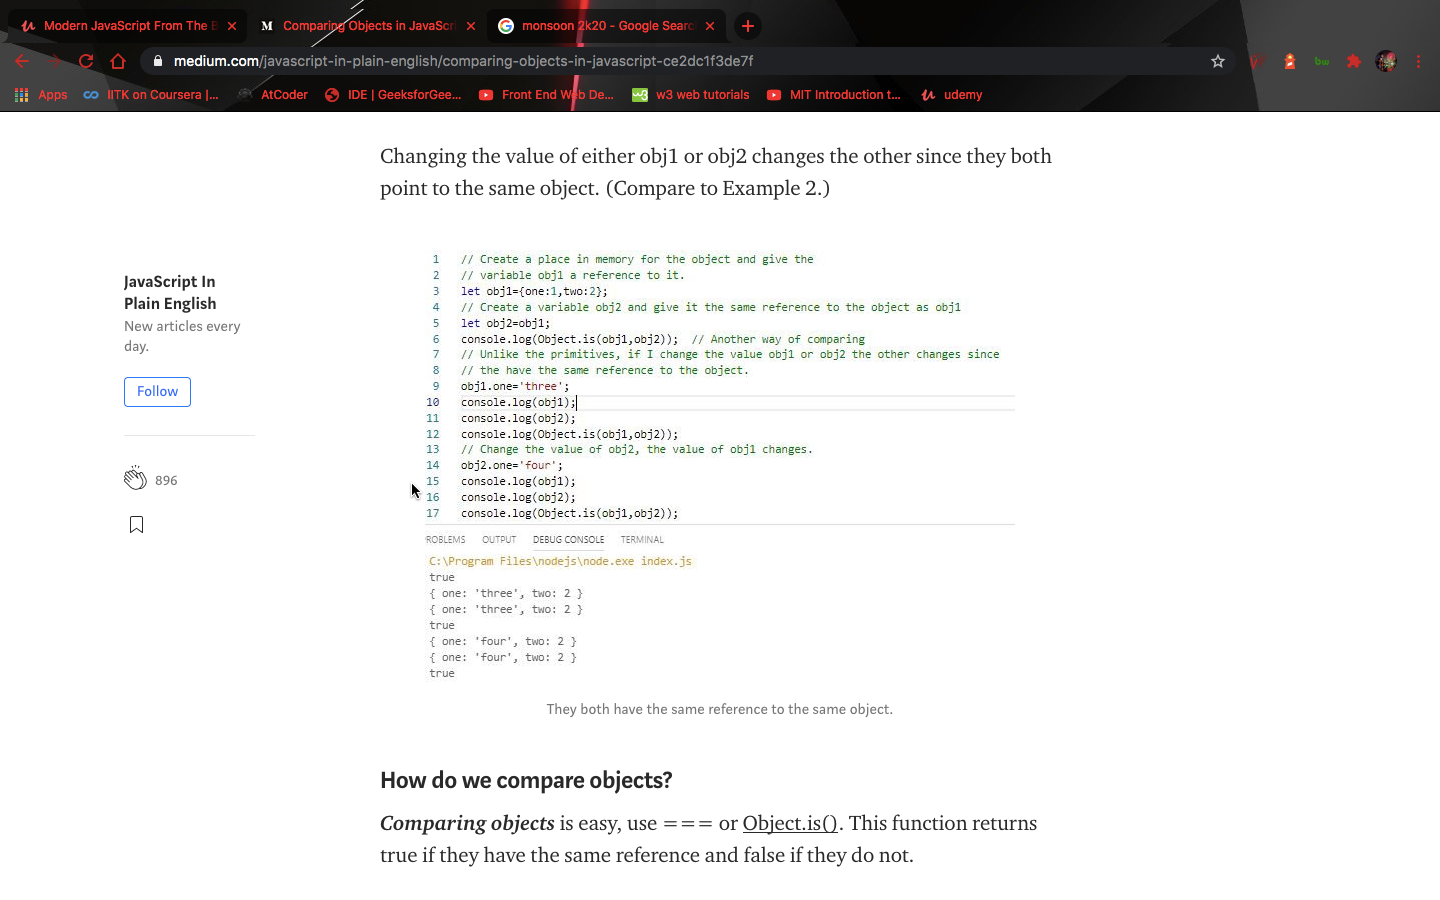 Modern JavaScript From The B
Comparing Objects in JavaScri
monsoon 2k20 - Google Searc
medium.com/javascript-in-plain-english/comparing-objects-in-javascript-ce2dc1f3de7f
Apps
IITK on Coursera |...
AtCoder
IDE | GeeksforGee...
Front End Web De...
w3 web tutorials
MIT Introduction t...
udemy
Changing the value of either obj1 or obj2 changes the other since they both
point to the same object. (Compare to Example 2.)
JavaScript In
Plain English
New articles every
day.
Follow
896
1 // Create a place in memory for the object and give the
2 // variable obj1 a reference to it.
3 let obj1={one:1,two:2};
4 // Create a variable obj2 and give it the same reference to the object as obj1
5 let obj2=obj1;
6 console.log(Object.is(obj1,obj2)); // Another way of comparing
7 // Unlike the primitives, if I change the value obj1 or obj2 the other changes since
8 // the have the same reference to the object.
9 obj1.one='three';
10 console.log(obj1);
11 console.log(obj2);
12 console.log(Object.is(obj1,obj2));
13 // Change the value of obj2, the value of obj1 changes.
14 obj2.one='four';
15 console.log(obj1);
16 console.log(obj2);
17 console.log(Object.is(obj1,obj2));
ROBLEMS OUTPUT DEBUG CONSOLE TERMINAL
C:\Program Files\nodejs\node.exe index.js
true
{ one: 'three', two: 2 }
{ one: 'three', two: 2 }
true
{ one: 'four', two: 2 }
{ one: 'four', two: 2 }
true
They both have the same reference to the same object.
How do we compare objects?
Comparing objects is easy, use === or Object.is(). This function returns
true if they have the same reference and false if they do not.